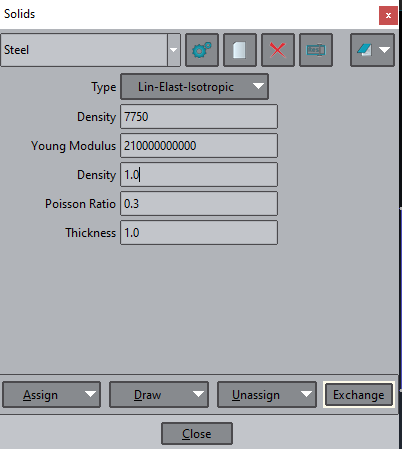 Solids
x
Steel
Type Lin-Elast-Isotropic
Density 7750
Young Modulus 210000000000
Density 1.0
Poisson Ratio 0.3
Thickness 1.0
Assign Draw Unassign Exchange
Close